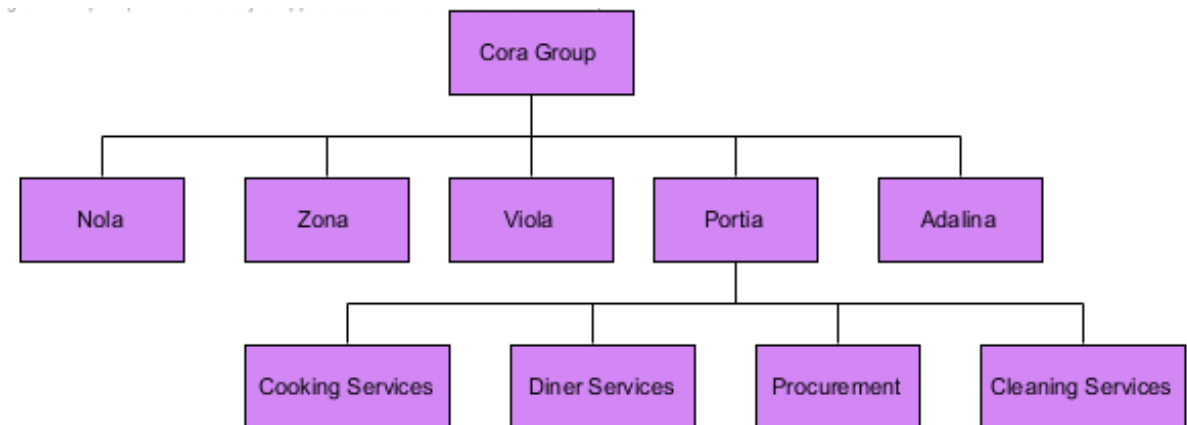 Cora Group
Nola
Zona
Viola
Portia
Adalina
Cooking Services
Diner Services
Procurement
Cleaning Services